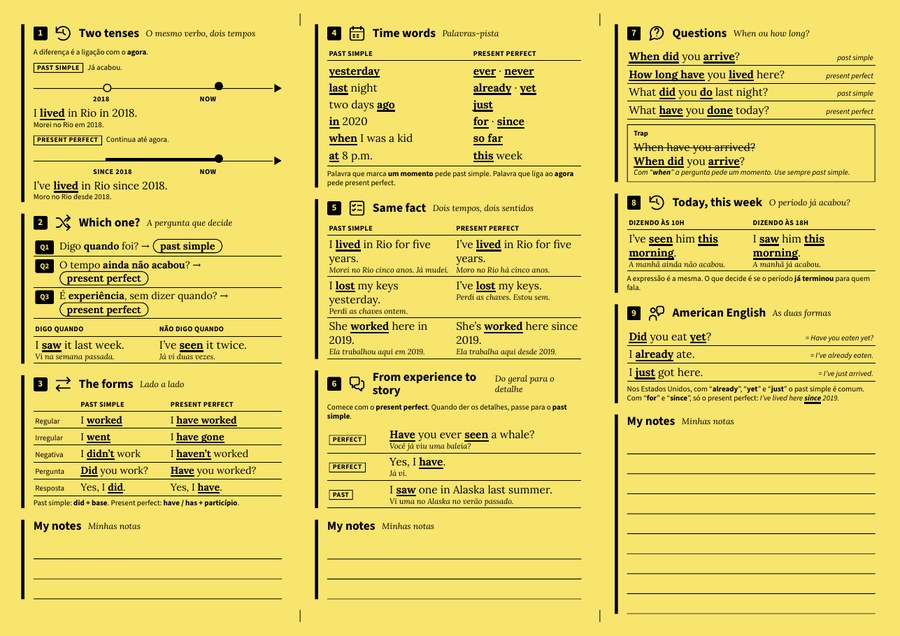 1 Two tenses O mesmo verbo, dois tempos
A diferença é a ligação com o agora.
PAST SIMPLE Já acabou.
2018 NOW
I lived in Rio in 2018.
Morei no Rio em 2018.
PRESENT PERFECT Continua até agora.
SINCE 2018 NOW
I've lived in Rio since 2018.
Moro no Rio desde 2018.
2 Which one? A pergunta que decide
Q1 Digo quando foi? → past simple
Q2 O tempo ainda não acabou? →
present perfect
Q3 É experiência, sem dizer quando? →
present perfect
DIGO QUANDO NÃO DIGO QUANDO
I saw it last week. I've seen it twice.
Vi na semana passada. Já vi duas vezes.
3 The forms Lado a lado
PAST SIMPLE PRESENT PERFECT
Regular I worked I have worked
Irregular I went I have gone
Negativa I didn't work I haven't worked
Pergunta Did you work? Have you worked?
Resposta Yes, I did. Yes, I have.
Past simple: did + base. Present perfect: have / has + particípio.
My notes Minhas notas
4 Time words Palavras-pista
PAST SIMPLE PRESENT PERFECT
yesterday ever · never
last night already · yet
two days ago just
in 2020 for · since
when I was a kid so far
at 8 p.m. this week
Palavra que marca um momento pede past simple. Palavra que liga ao agora
pede present perfect.
5 Same fact Dois tempos, dois sentidos
PAST SIMPLE PRESENT PERFECT
I lived in Rio for five I've lived in Rio for five
years. years.
Morei no Rio cinco anos. Já mudei. Moro no Rio há cinco anos.
I lost my keys I've lost my keys.
yesterday. Perdi as chaves. Estou sem.
Perdi as chaves ontem.
She worked here in She's worked here since
2019. 2019.
Ela trabalhou aqui em 2019. Ela trabalha aqui desde 2019.
6 From experience to Do geral para o
story detalhe
Comece com o present perfect. Quando der os detalhes, passe para o past
simple.
PERFECT Have you ever seen a whale?
Você já viu uma baleia?
PERFECT Yes, I have.
Já vi.
PAST I saw one in Alaska last summer.
Vi uma no Alaska no verão passado.
My notes Minhas notas
7 Questions When ou how long?
When did you arrive? past simple
How long have you lived here? present perfect
What did you do last night? past simple
What have you done today? present perfect
Trap
When have you arrived?
When did you arrive?
Com "when" a pergunta pede um momento. Use sempre past simple.
8 Today, this week O período já acabou?
DIZENDO ÀS 10H DIZENDO ÀS 18H
I've seen him this I saw him this
morning. morning.
A manhã ainda não acabou. A manhã já acabou.
A expressão é a mesma. O que decide é se o período já terminou para quem
fala.
9 American English As duas formas
Did you eat yet? = Have you eaten yet?
I already ate. = I've already eaten.
I just got here. = I've just arrived.
Nos Estados Unidos, com "already", "yet" e "just" o past simple é comum.
Com "for" e "since", só o present perfect: I've lived here since 2019.
My notes Minhas notas